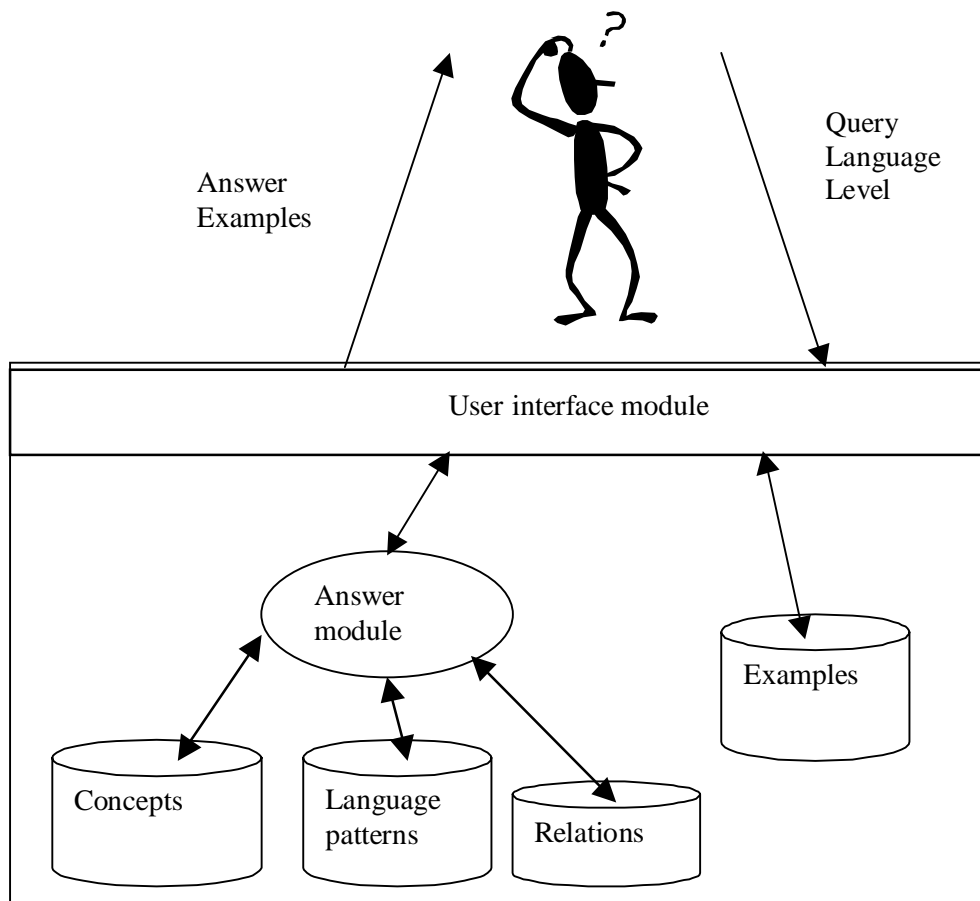 ?
Answer
Examples
Query
Language
Level
User interface module
Answer
module
Examples
Concepts
Language
patterns
Relations